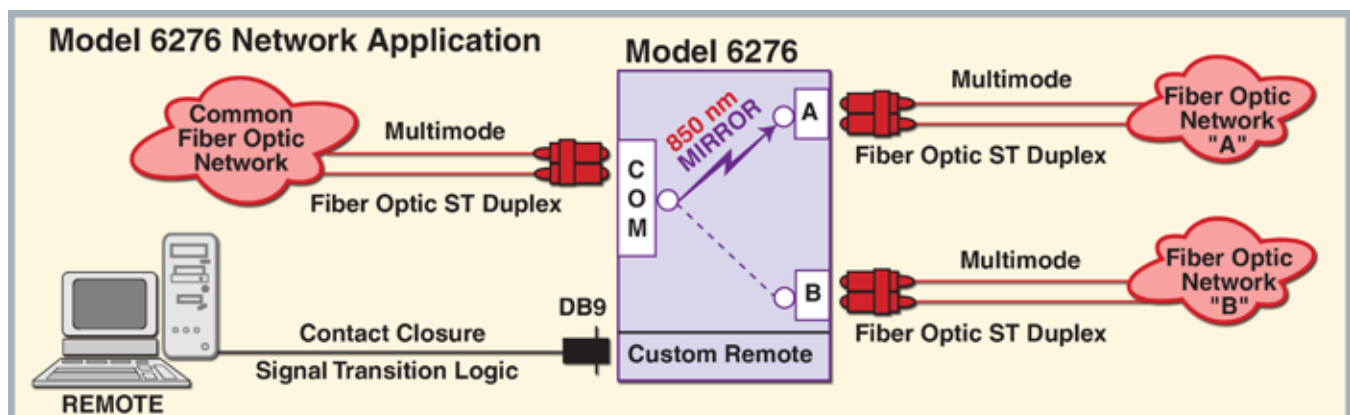 Model 6276 Network Application
Model 6276
Common
Fiber Optic
Network
Multimode
Fiber Optic ST Duplex
COM
850 nm
MIRROR
A
B
Multimode
Fiber Optic ST Duplex
Fiber Optic
Network
"A"
Multimode
Fiber Optic ST Duplex
Fiber Optic
Network
"B"
REMOTE
Contact Closure
Signal Transition Logic
DB9
Custom Remote